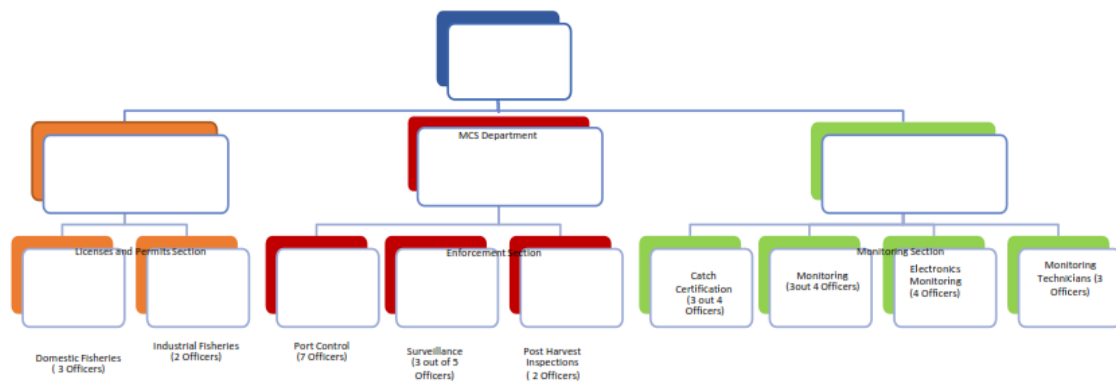 MCS Department
Licenses and Permits Section
Enforcement Section
Monitoring Section
Domestic Fisheries
( 3 Officers)
Industrial Fisheries
(2 Officers)
Port Control
(7 Officers)
Surveillance
(3 out of 5
Officers)
Post Harvest
Inspections
( 2 Officers)
Catch
Certification
(3 out 4
Officers)
Monitoring
(3out 4 Officers)
Electronics
Monitoring
(4 Officers)
Monitoring
Technicians (3
Officers)